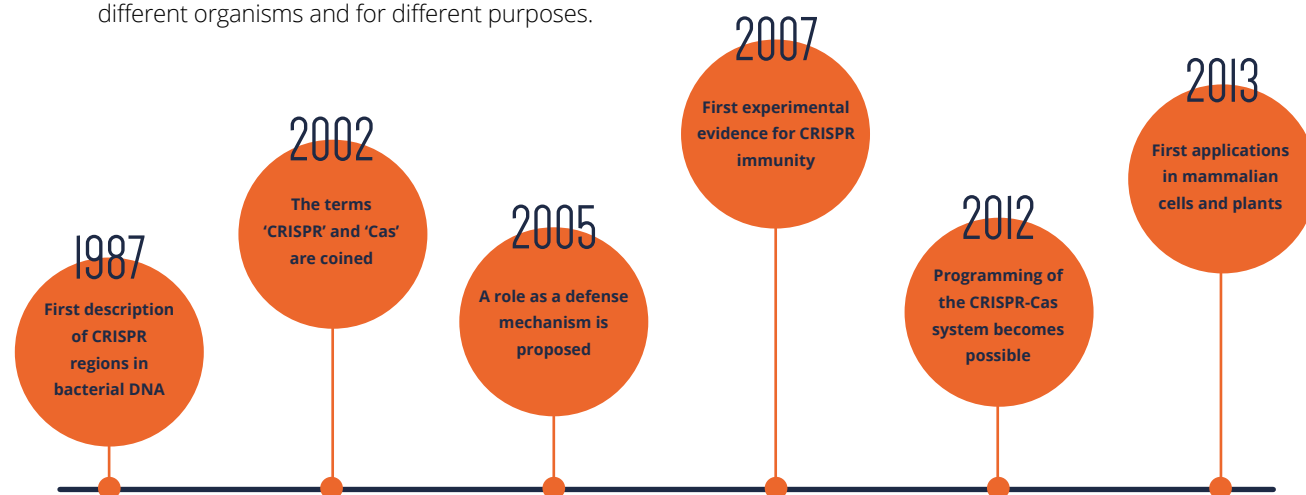 different organisms and for different purposes.
1987
First description
of CRISPR
regions in
bacterial DNA
2002
The terms
‘CRISPR’ and ‘Cas’
are coined
2005
A role as a defense
mechanism is
proposed
2007
First experimental
evidence for CRISPR
immunity
2012
Programming of
the CRISPR-Cas
system becomes
possible
2013
First applications
in mammalian
cells and plants